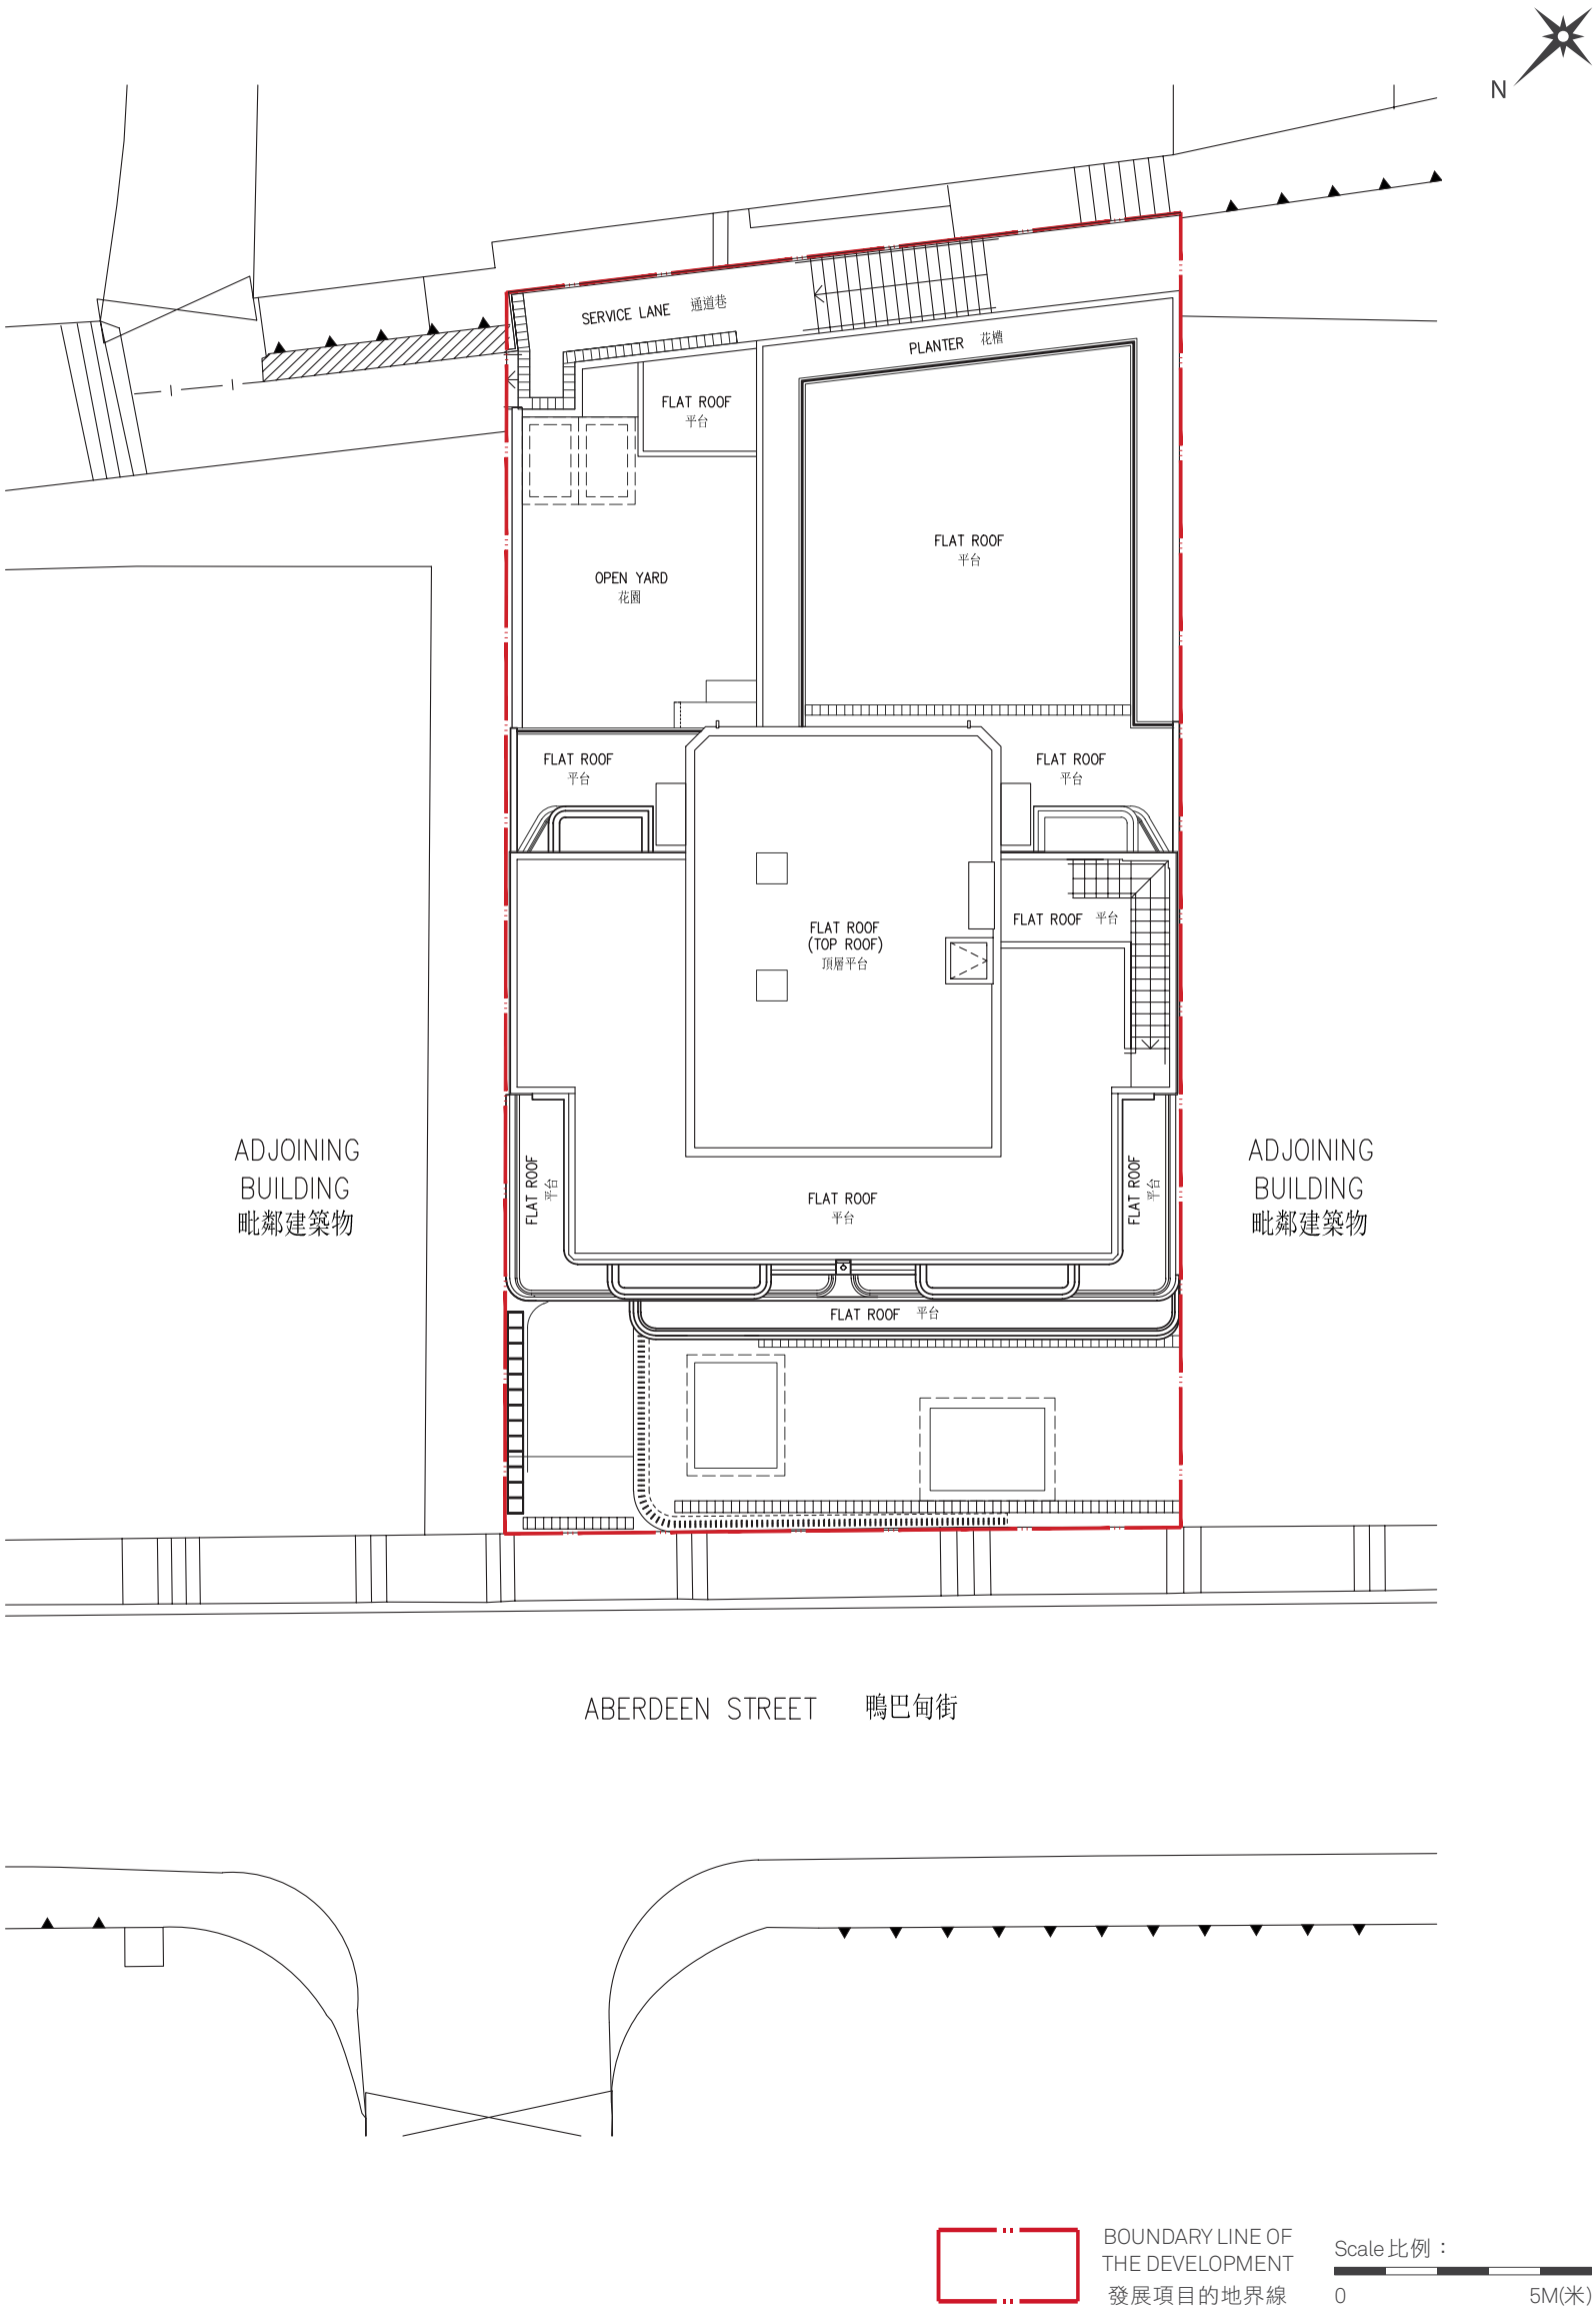 N
SERVICE LANE 通道巷
PLANTER 花槽
FLAT ROOF
平台
FLAT ROOF
平台
OPEN YARD
花園
FLAT ROOF
平台
FLAT ROOF
平台
FLAT ROOF 平台
FLAT ROOF
(TOP ROOF)
頂層平台
ADJOINING
BUILDING
毗鄰建築物
FLAT ROOF
平台
FLAT ROOF
平台
FLAT ROOF
平台
ADJOINING
BUILDING
毗鄰建築物
FLAT ROOF 平台
ABERDEEN STREET 鴨巴甸街
BOUNDARY LINE OF
THE DEVELOPMENT
發展項目的地界線
Scale 比例：
0 5M(米)